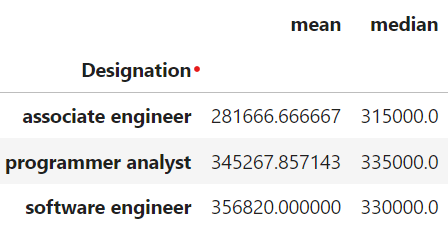 mean median
Designation
associate engineer 281666.666667 315000.0
programmer analyst 345267.857143 335000.0
software engineer 356820.000000 330000.0